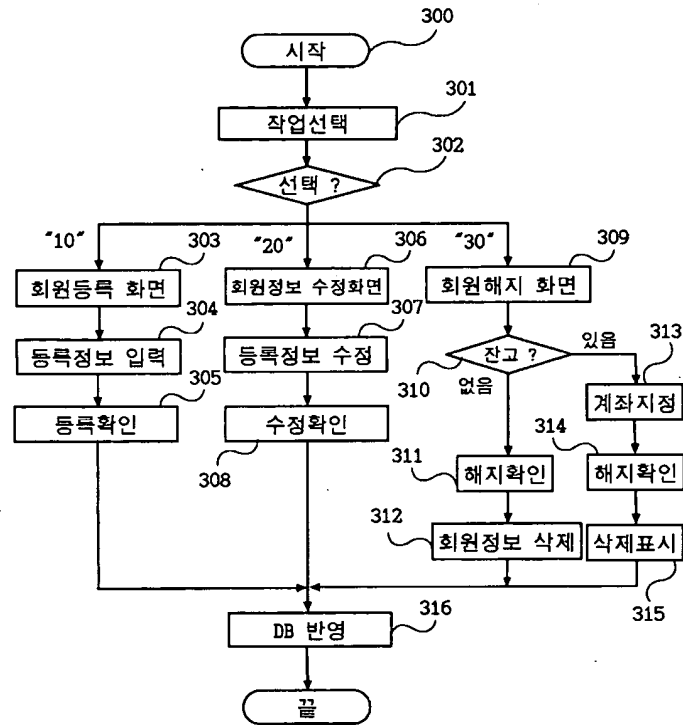 300
시작
301
작업선택
302
선택 ?
"10"
303
"20"
306
"30"
309
회원등록 화면
회원정보 수정화면
회원해지 화면
304
307
잔고 ?
있음
313
등록정보 입력
등록정보 수정
310
없음
계좌지정
305
314
등록확인
수정확인
308
311
해지확인
해지확인
312
회원정보 삭제
삭제표시
315
316
DB 반영
끝